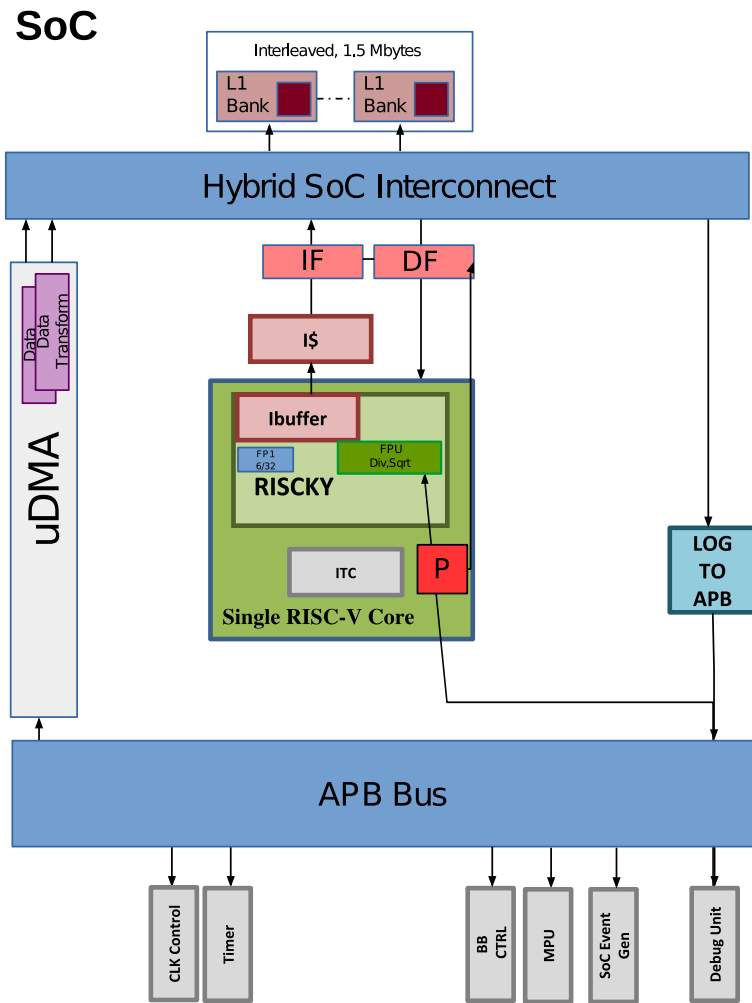 SoC
Interleaved, 1.5 Mbytes
L1
Bank
L1
Bank
Hybrid SoC Interconnect
IF
DF
Data
Data
Transform
I$
Ibuffer
FP1
6/32
FPU
Div,Sqrt
RISCKY
uDMA
ITC
P
LOG
TO
APB
Single RISC-V Core
APB Bus
CLK Control
Timer
BB
CTRL
MPU
SoC Event
Gen
Debug Unit